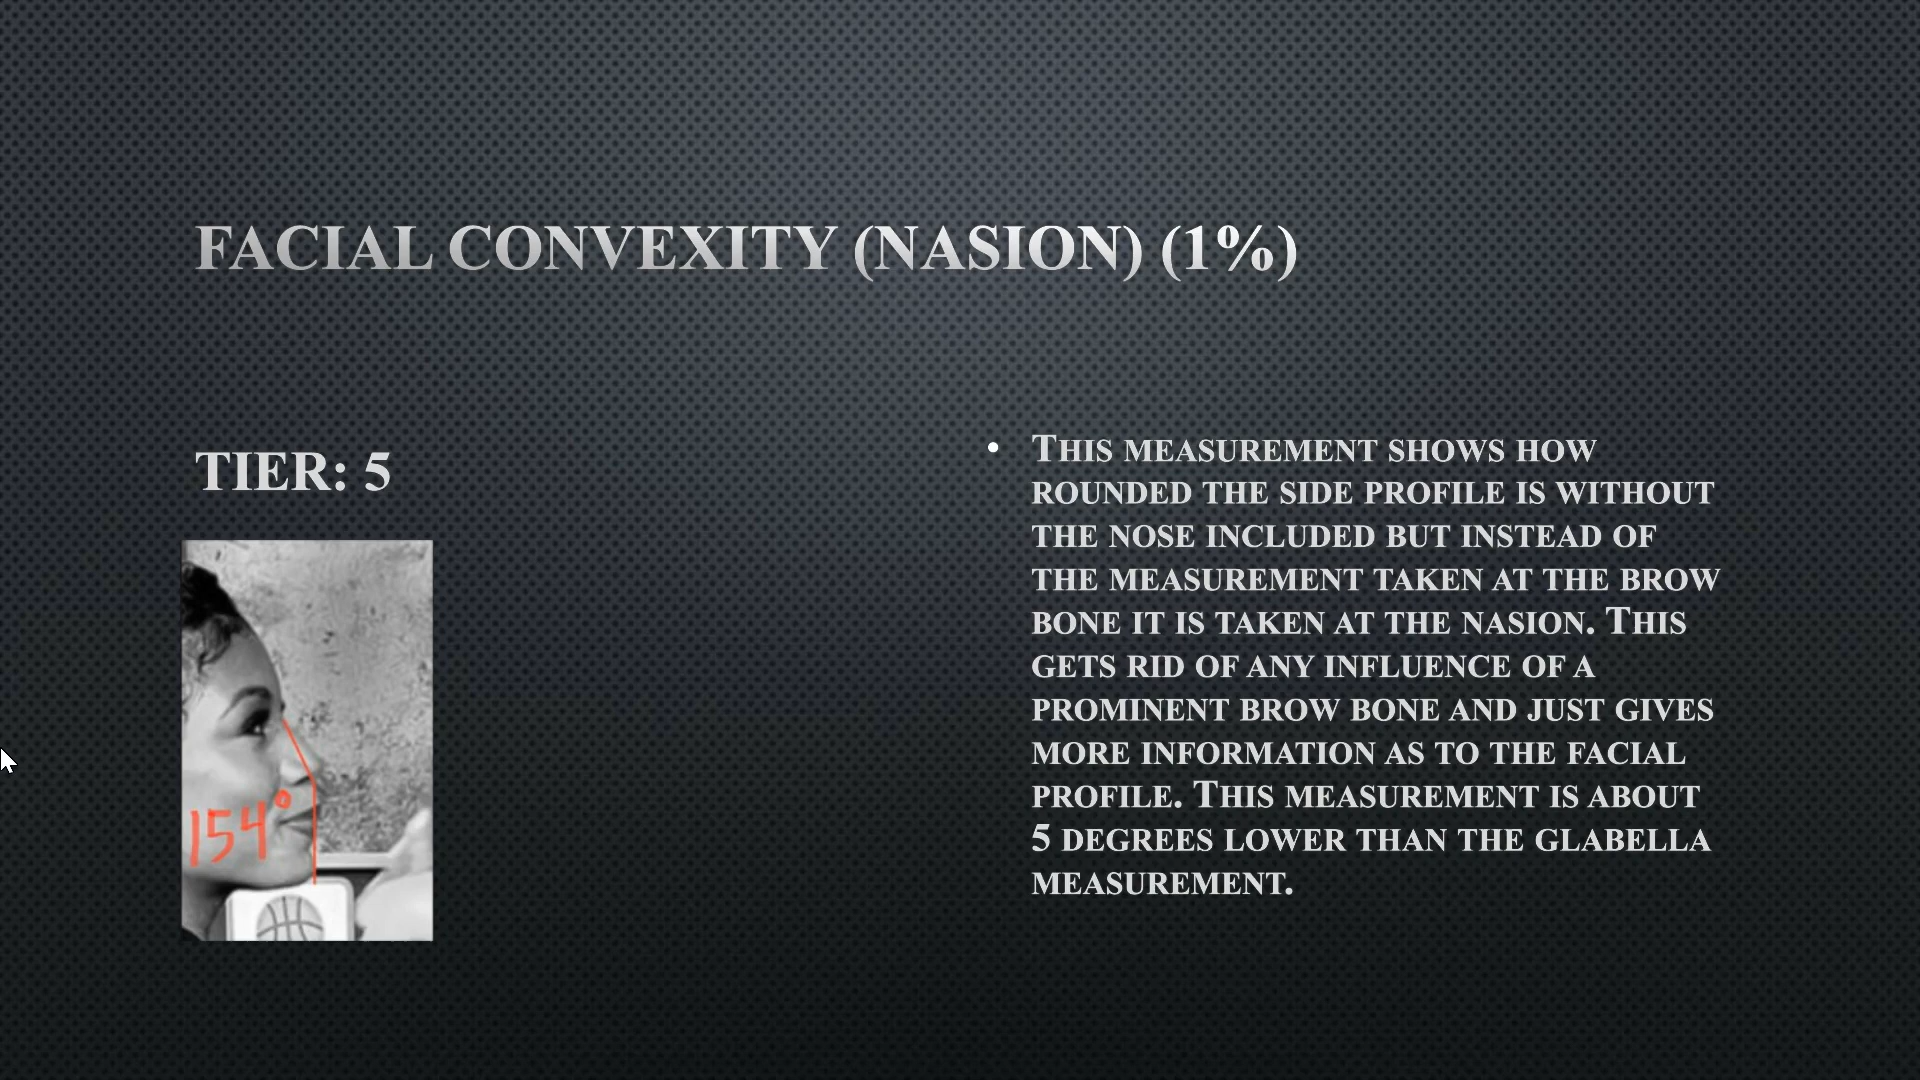 FACIAL CONVEXITY (NASION) (1%)
TIER: 5
154°
• THIS MEASUREMENT SHOWS HOW
ROUNDED THE SIDE PROFILE IS WITHOUT
THE NOSE INCLUDED BUT INSTEAD OF
THE MEASUREMENT TAKEN AT THE BROW
BONE IT IS TAKEN AT THE NASION. THIS
GETS RID OF ANY INFLUENCE OF A
PROMINENT BROW BONE AND JUST GIVES
MORE INFORMATION AS TO THE FACIAL
PROFILE. THIS MEASUREMENT IS ABOUT
5 DEGREES LOWER THAN THE GLABELLA
MEASUREMENT.